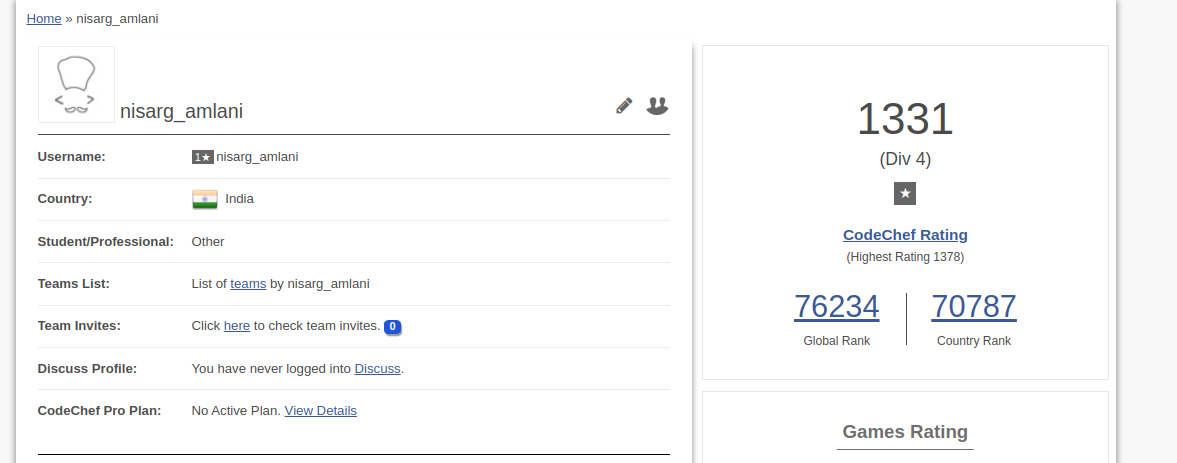 Home » nisarg_amlani
nisarg_amlani
Username: 1★ nisarg_amlani
Country: India
Student/Professional: Other
Teams List: List of teams by nisarg_amlani
Team Invites: Click here to check team invites. 0
Discuss Profile: You have never logged into Discuss.
CodeChef Pro Plan: No Active Plan. View Details
1331
(Div 4)
★
CodeChef Rating
(Highest Rating 1378)
76234 70787
Global Rank Country Rank
Games Rating